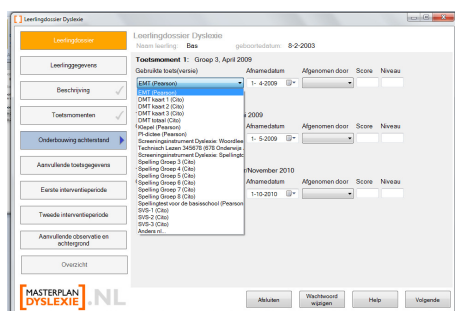 Leerlingdossier Dyslexie
Leerlingdossier
Leerlinggegevens
Beschrijving
Toetsmomenten
Onderbouwing achterstand
Aanvullende toetsgegevens
Eerste interventieperiode
Tweede interventieperiode
Aanvullende observatie en
achtergrond
Overzicht
MASTERPLAN
DYSLEXIE .NL
Leerlingdossier Dyslexie
Naam leerling: Bas geboortedatum: 8-2-2003
Toetsmoment 1: Groep 3, April 2009
Gebruikte toets(versie) Afnamedatum Afgenomen door Score Niveau
EMT (Pearson) 1- 4-2009
EMT (Pearson)
DMT kaart 1 (Cito)
DMT kaart 2 (Cito)
DMT kaart 3 (Cito)
DMT totaal (Cito)
Klepel (Pearson)
PI-dictee (Pearson)
Screeningsinstrument Dyslexie: Woordlee
Technisch Lezen 345678 (678 Onderwija
Screeningsinstrument Dyslexie: Spellingto
Spelling Groep 3 (Cito)
Spelling Groep 4 (Cito)
Spelling Groep 5 (Cito)
Spelling Groep 6 (Cito)
Spelling Groep 7 (Cito)
Spelling Groep 8 (Cito)
Spellingtest voor de basisschool (Pearson
SVS-1 (Cito)
SVS-2 (Cito)
SVS-3 (Cito)
Anders nl...
2009
Afnamedatum Afgenomen door Score Niveau
1- 5-2009
/November 2010
Afnamedatum Afgenomen door Score Niveau
1-10-2010
Afsluiten
Wachtwoord
wijzigen
Help
Volgende